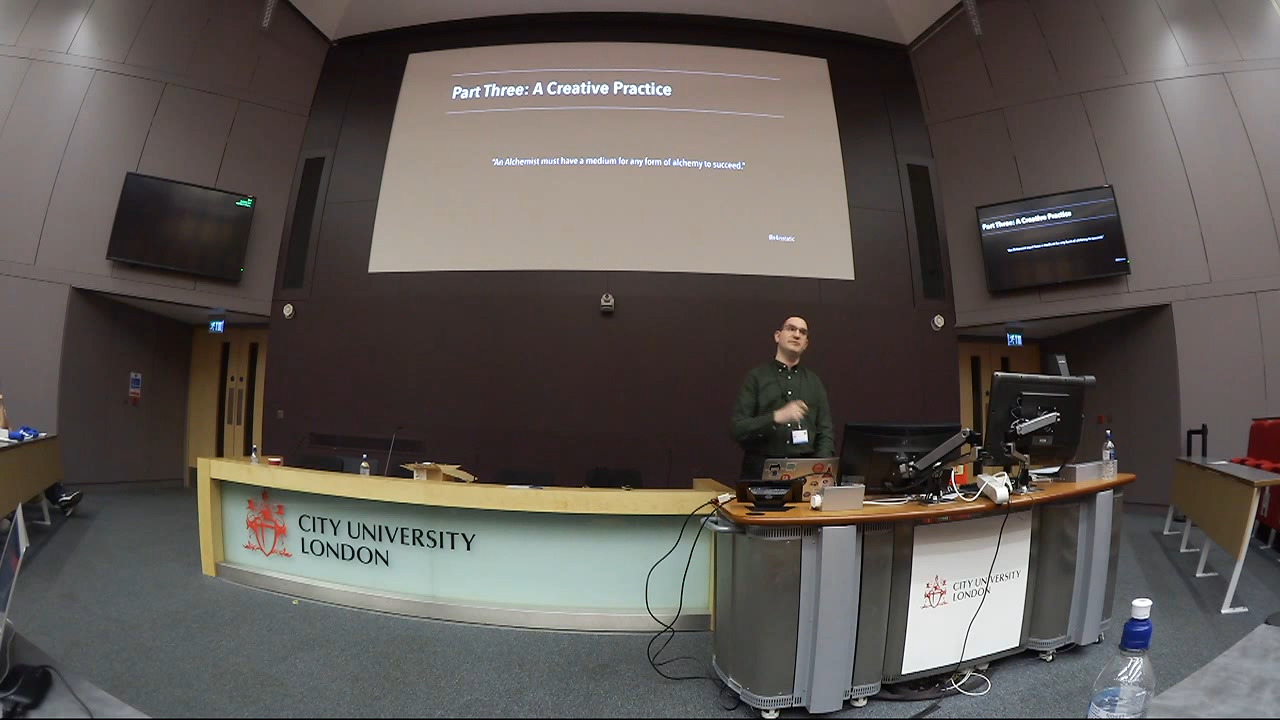 Part Three: A Creative Practice
"An Alchemist must have a medium for any form of alchemy to succeed."
Part Three: A Creative Practice
CITY UNIVERSITY
LONDON
CITY UNIVERSITY
LONDON